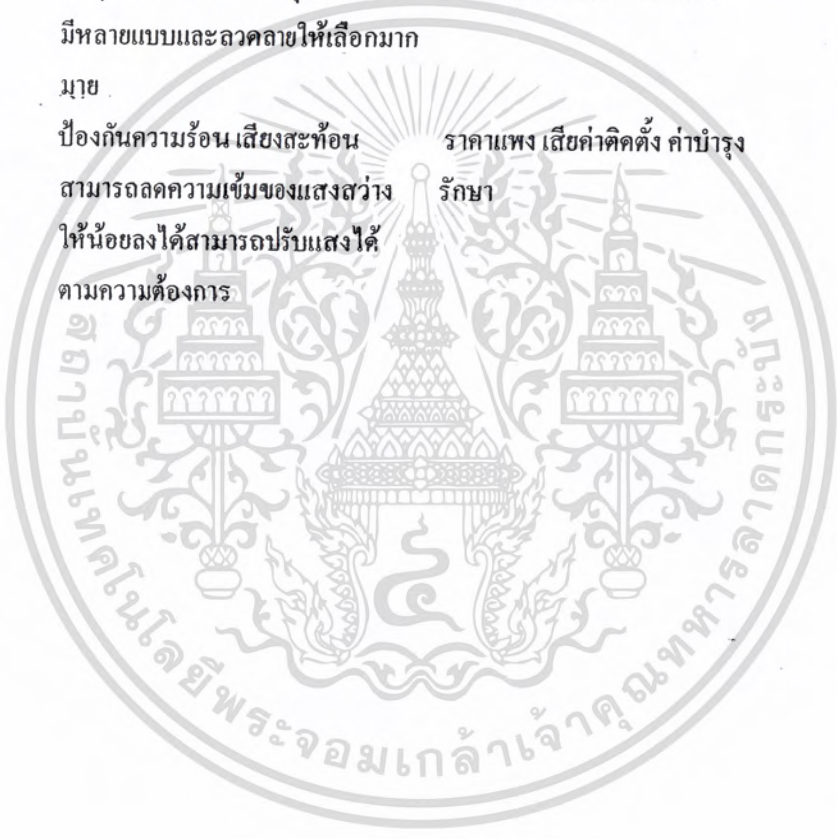 มีหลายแบบและลวดลายให้เลือกมาก
มาย
ป้องกันความร้อน เสียงสะท้อน ราคาแพง เสียค่าติดตั้ง ค่าบำรุง
สามารถลดความเข้มของแสงสว่าง รักษา
ให้น้อยลงได้สามารถปรับแสงได้
ตามความต้องการ
สถาบันเทคโนโลยีพระจอมเกล้าเจ้าคุณทหารลาดกระบัง